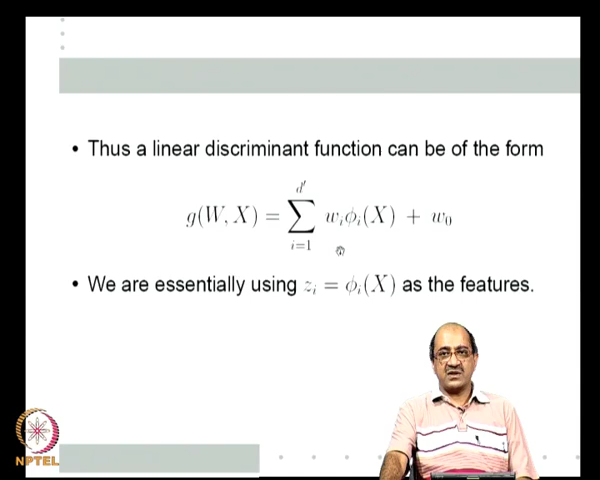 • Thus a linear discriminant function can be of the form
g(W, X) = ∑_{i=1}^{d′} w_i ϕ_i(X) + w_0
• We are essentially using z_i = ϕ_i(X) as the features.
NPTEL